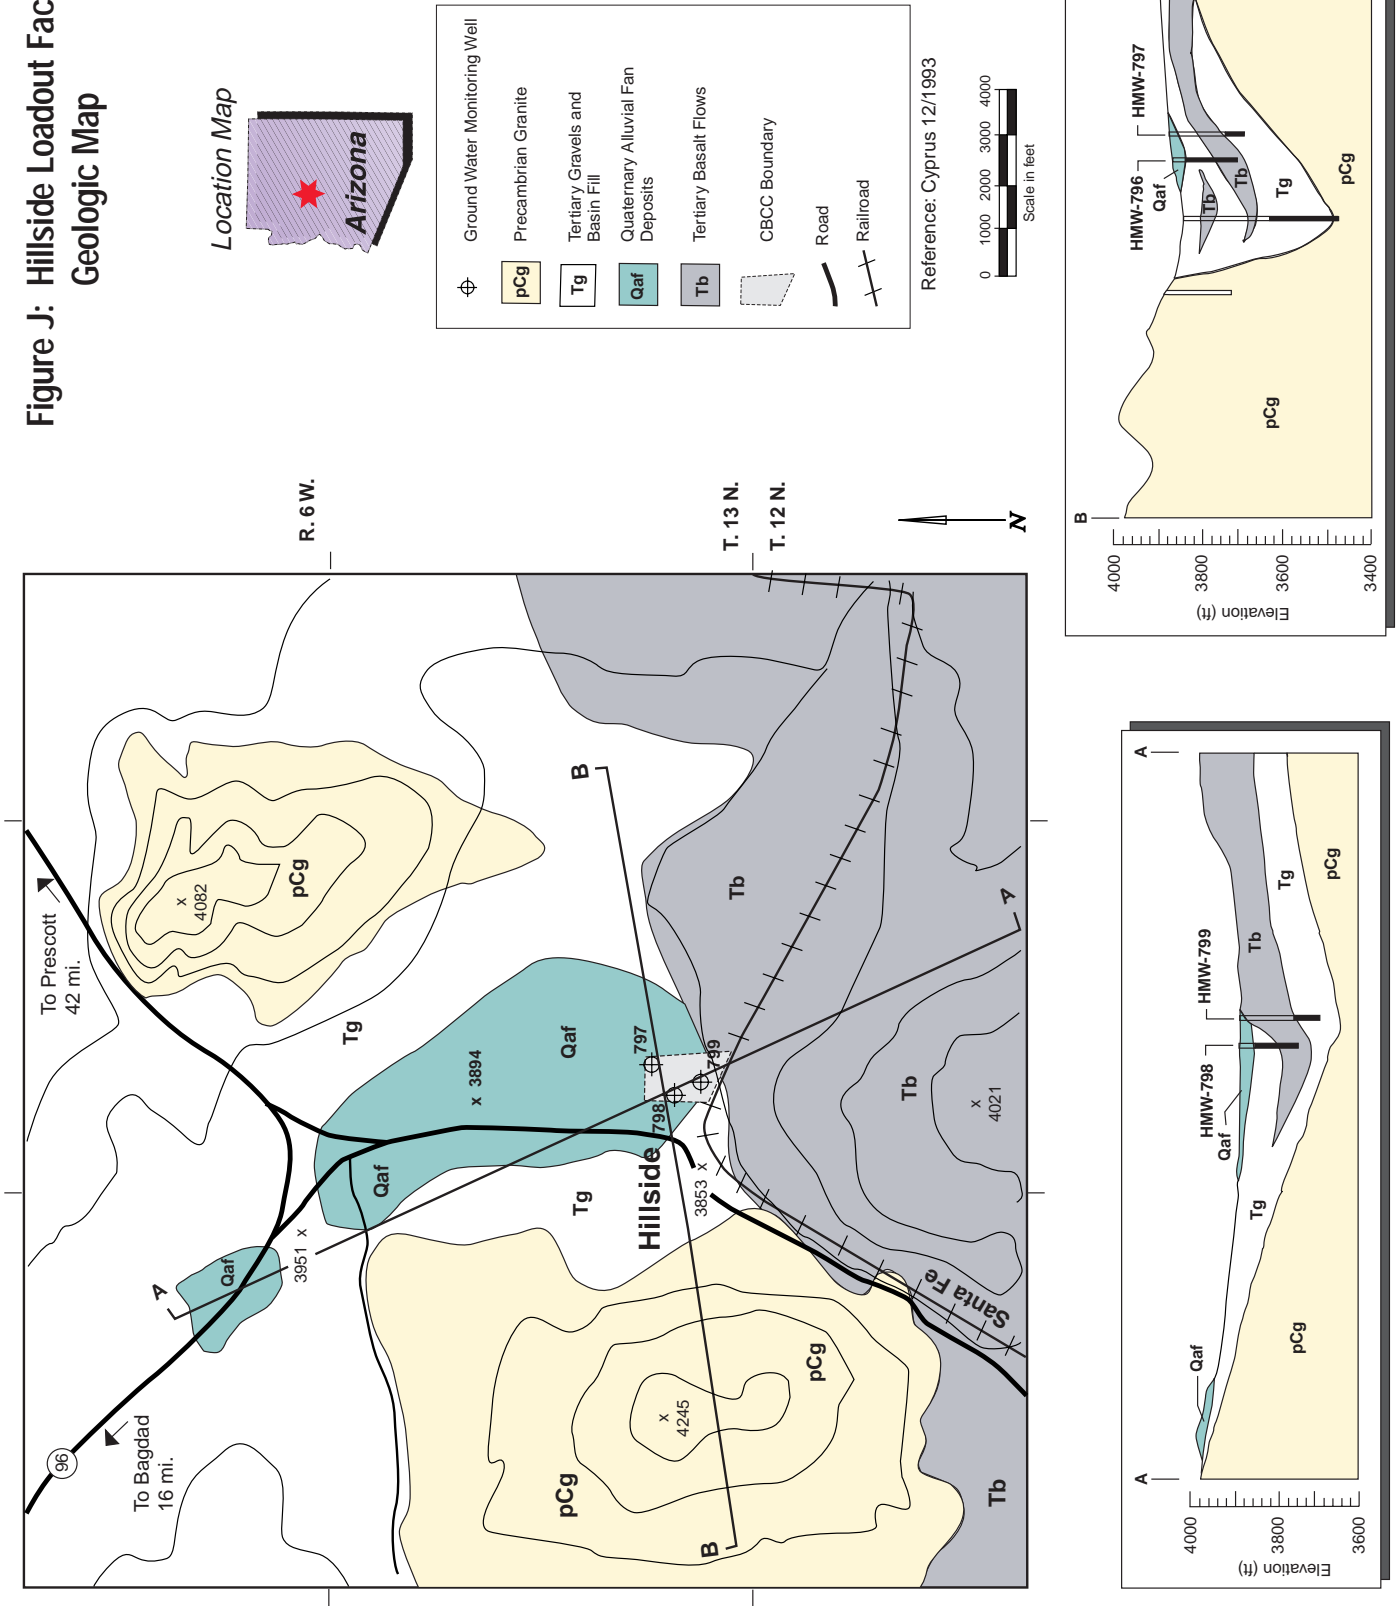 Figure J: Hillside Loadout Fac
Geologic Map
Location Map
Arizona
Ground Water Monitoring Well
pCg
Precambrian Granite
Tg
Tertiary Gravels and
Basin Fill
Qaf
Quaternary Alluvial Fan
Deposits
Tb
Tertiary Basalt Flows
CBCC Boundary
Road
Railroad
Reference: Cyprus 12/1993
0
1000
2000
3000
4000
Scale in feet
R. 6 W.
T. 13 N.
T. 12 N.
N
To Prescott
42 mi.
x
4082
pCg
Tg
96
To Bagdad
16 mi.
A
Qaf
3951 x
Qaf
x 3894
Qaf
B
Tg
Hillside
797
798
799
3853 x
Tb
Tb
x
4021
A
x
4245
pCg
pCg
B
Santa Fe
Tb
A
A
4000
3800
3600
Elevation (ft)
Qaf
HMW-798
Qaf
HMW-799
Tb
Tg
Tg
pCg
pCg
B
4000
3800
3600
3400
Elevation (ft)
HMW-796
Qaf
HMW-797
Tb
Tb
Tg
pCg
pCg